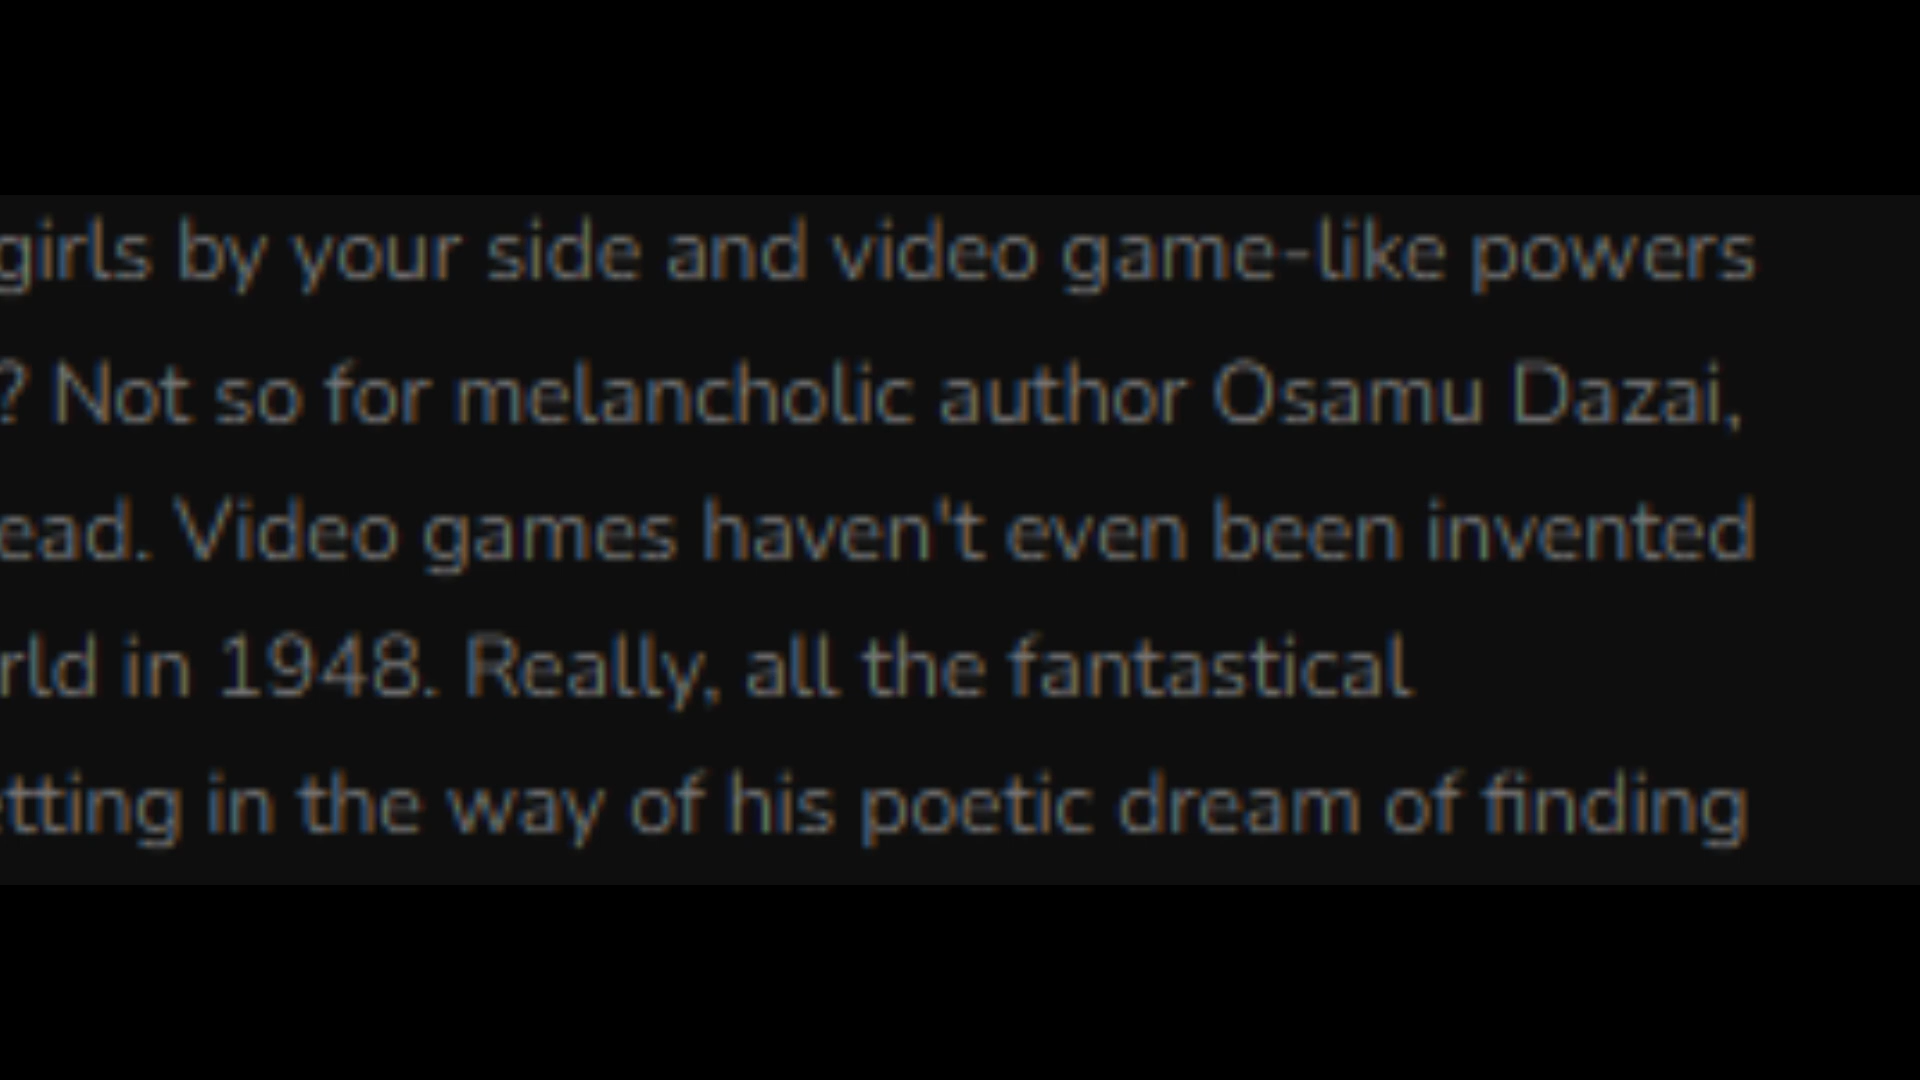 girls by your side and video game-like powers
? Not so for melancholic author Osamu Dazai,
ead. Video games haven't even been invented
rld in 1948. Really, all the fantastical
etting in the way of his poetic dream of finding